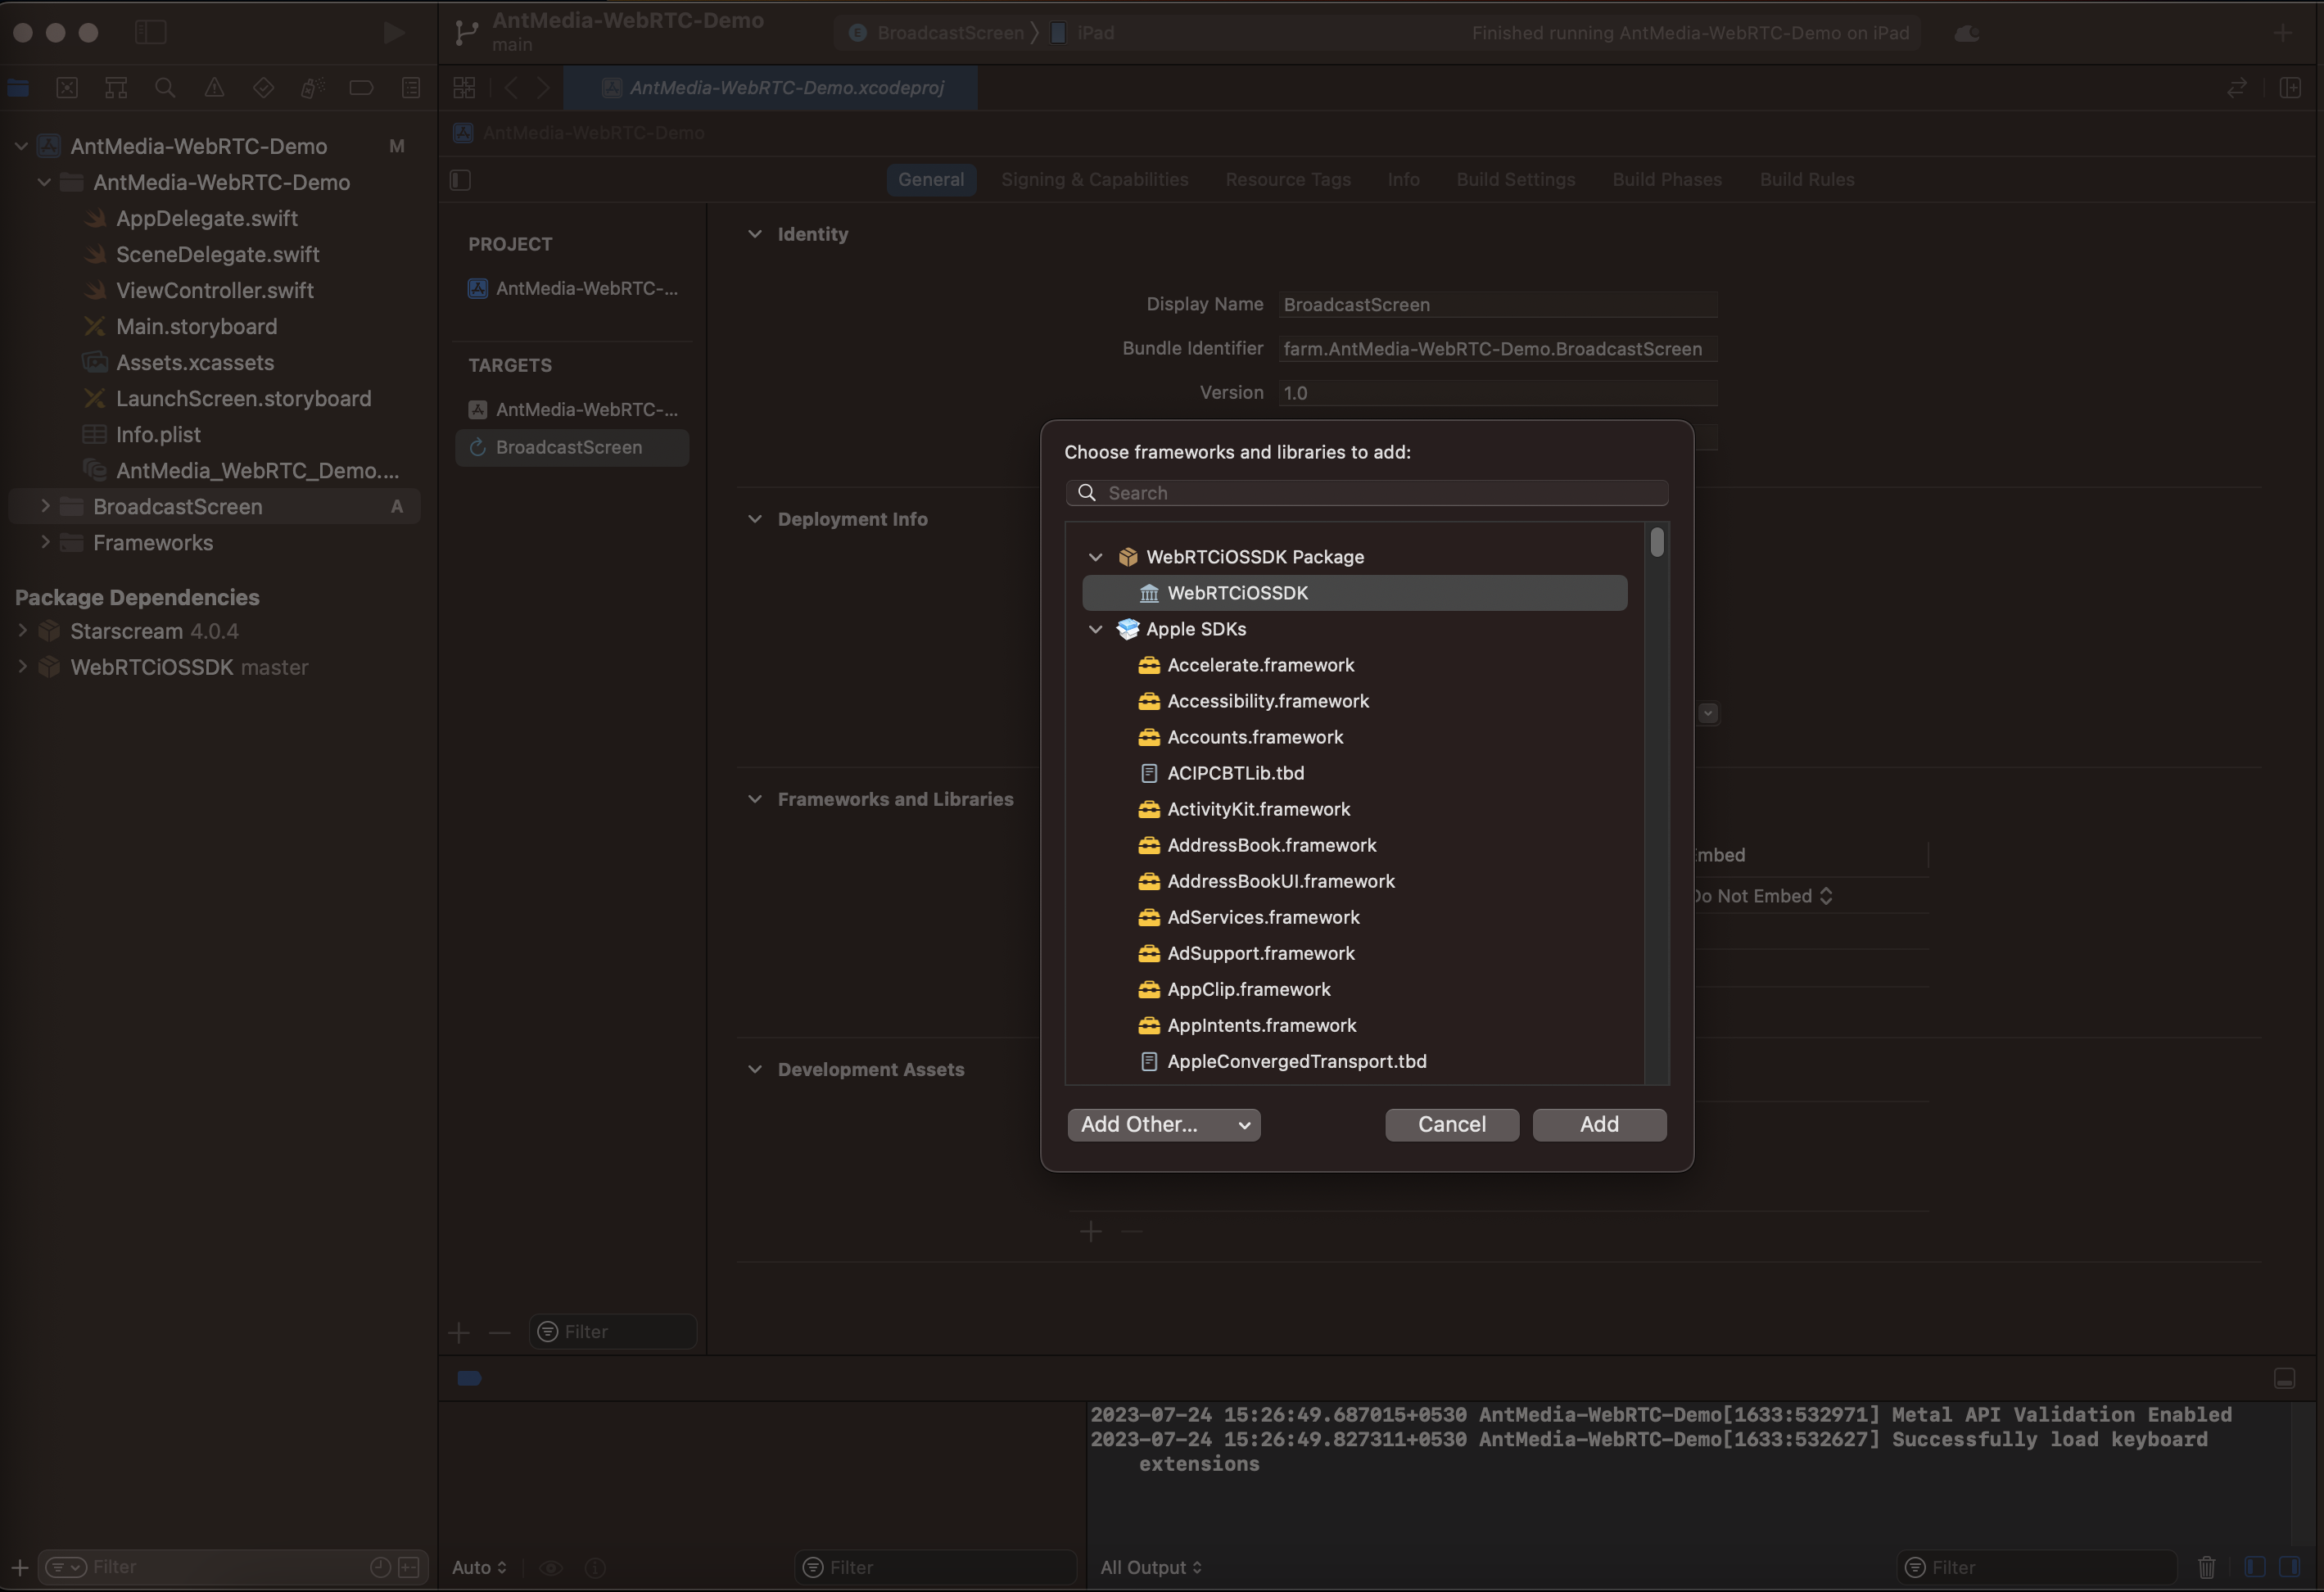 AntMedia-WebRTC-Demo
main
BroadcastScreen
iPad
Finished running AntMedia-WebRTC-Demo on iPad
AntMedia-WebRTC-Demo.xcodeproj
AntMedia-WebRTC-Demo
M
AntMedia-WebRTC-Demo
AppDelegate.swift
SceneDelegate.swift
ViewController.swift
Main.storyboard
Assets.xcassets
LaunchScreen.storyboard
Info.plist
AntMedia_WebRTC_Demo....
BroadcastScreen
A
Frameworks
Package Dependencies
Starscream 4.0.4
WebRTCiOSSDK master
Filter
AntMedia-WebRTC-Demo
General
Signing & Capabilities
Resource Tags
Info
Build Settings
Build Phases
Build Rules
PROJECT
AntMedia-WebRTC-...
TARGETS
AntMedia-WebRTC-...
BroadcastScreen
Filter
Identity
Display Name
BroadcastScreen
Bundle Identifier
farm.AntMedia-WebRTC-Demo.BroadcastScreen
Version
1.0
Deployment Info
Frameworks and Libraries
Do Not Embed
Development Assets
Choose frameworks and libraries to add:
Search
WebRTCiOSSDK Package
WebRTCiOSSDK
Apple SDKs
Accelerate.framework
Accessibility.framework
Accounts.framework
ACIPCBTLib.tbd
ActivityKit.framework
AddressBook.framework
AddressBookUI.framework
AdServices.framework
AdSupport.framework
AppClip.framework
AppIntents.framework
AppleConvergedTransport.tbd
Add Other...
Cancel
Add
2023-07-24 15:26:49.687015+0530 AntMedia-WebRTC-Demo[1633:532971] Metal API Validation Enabled
2023-07-24 15:26:49.827311+0530 AntMedia-WebRTC-Demo[1633:532627] Successfully load keyboard
extensions
Auto
Filter
All Output
Filter